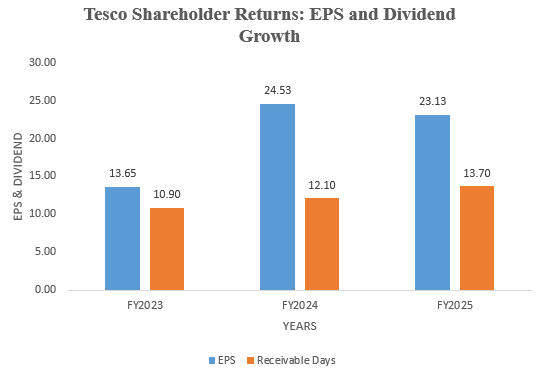 Tesco Shareholder Returns: EPS and Dividend
Growth
30.00
25.00
20.00
15.00
10.00
5.00
0.00
EPS & DIVIDEND
13.65
10.90
24.53
12.10
23.13
13.70
FY2023
FY2024
FY2025
YEARS
EPS
Receivable Days